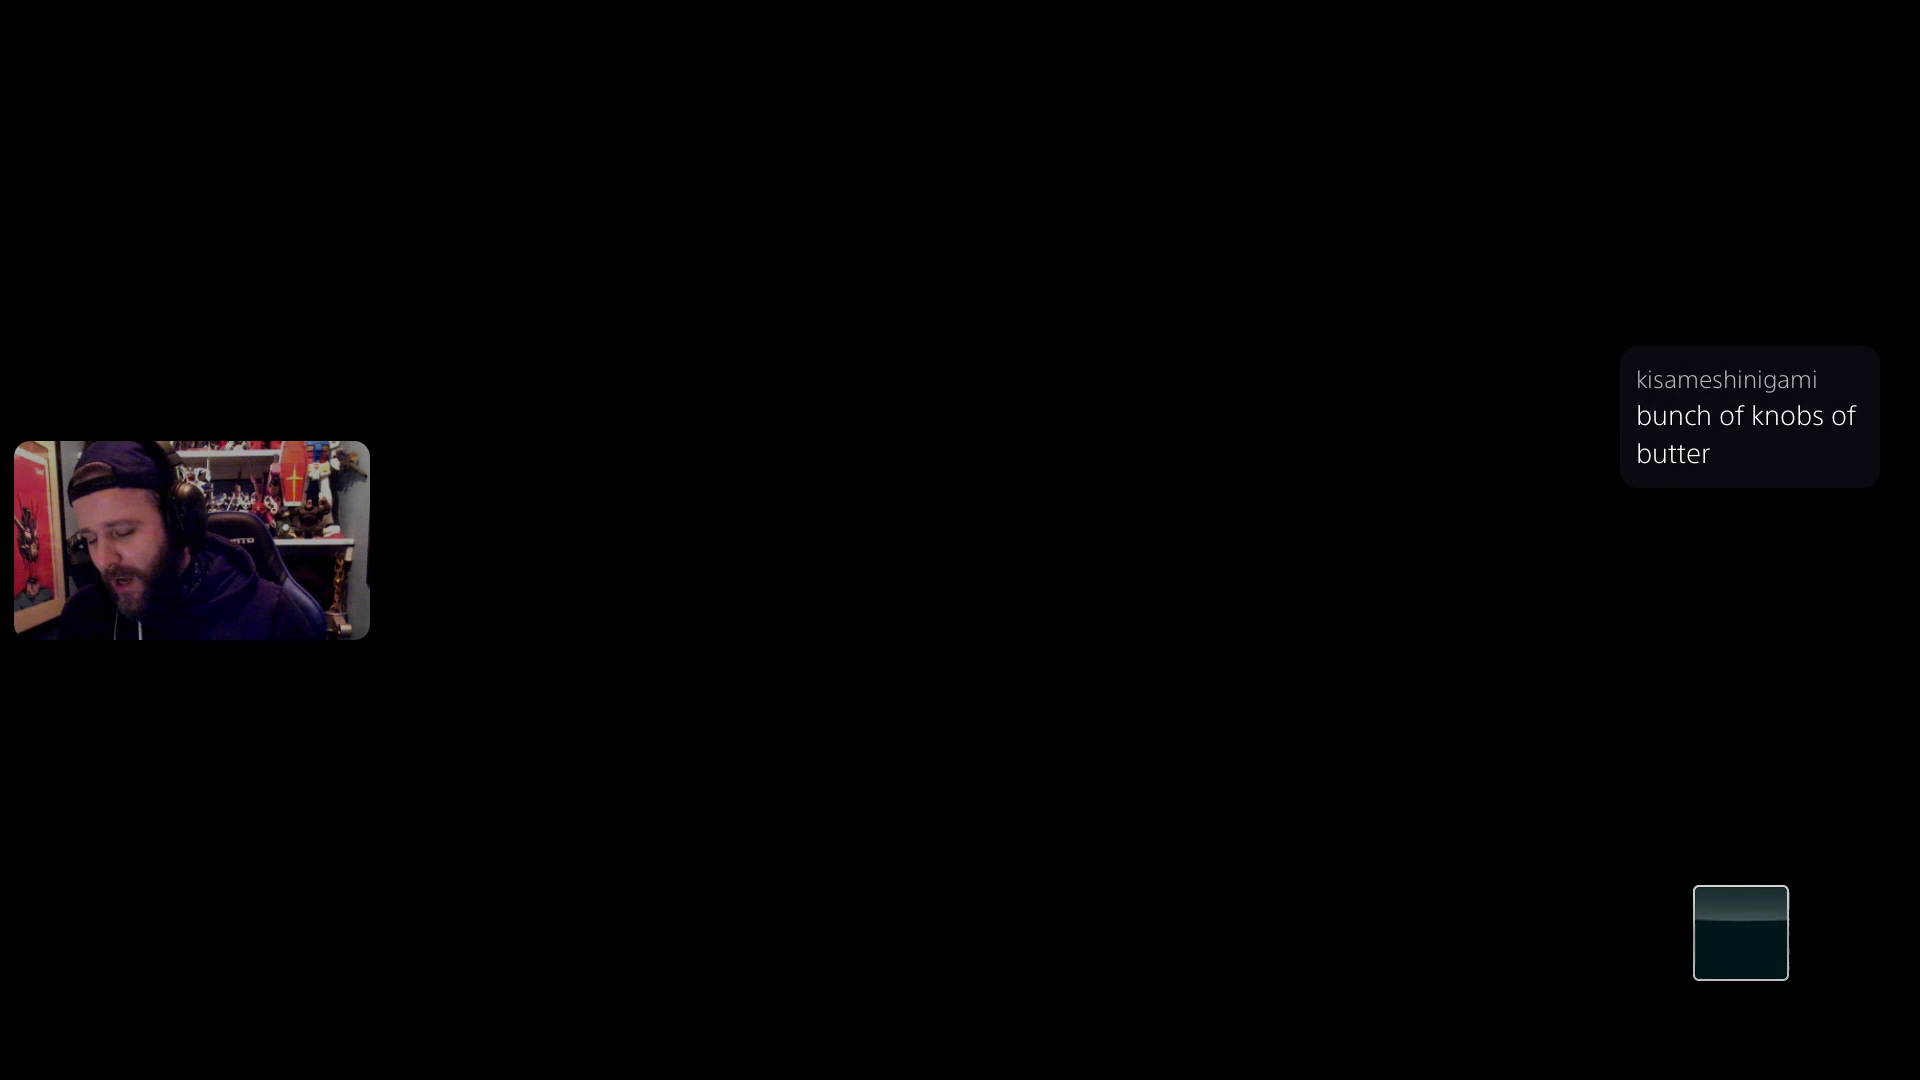 kisameshinigami
bunch of knobs of
butter